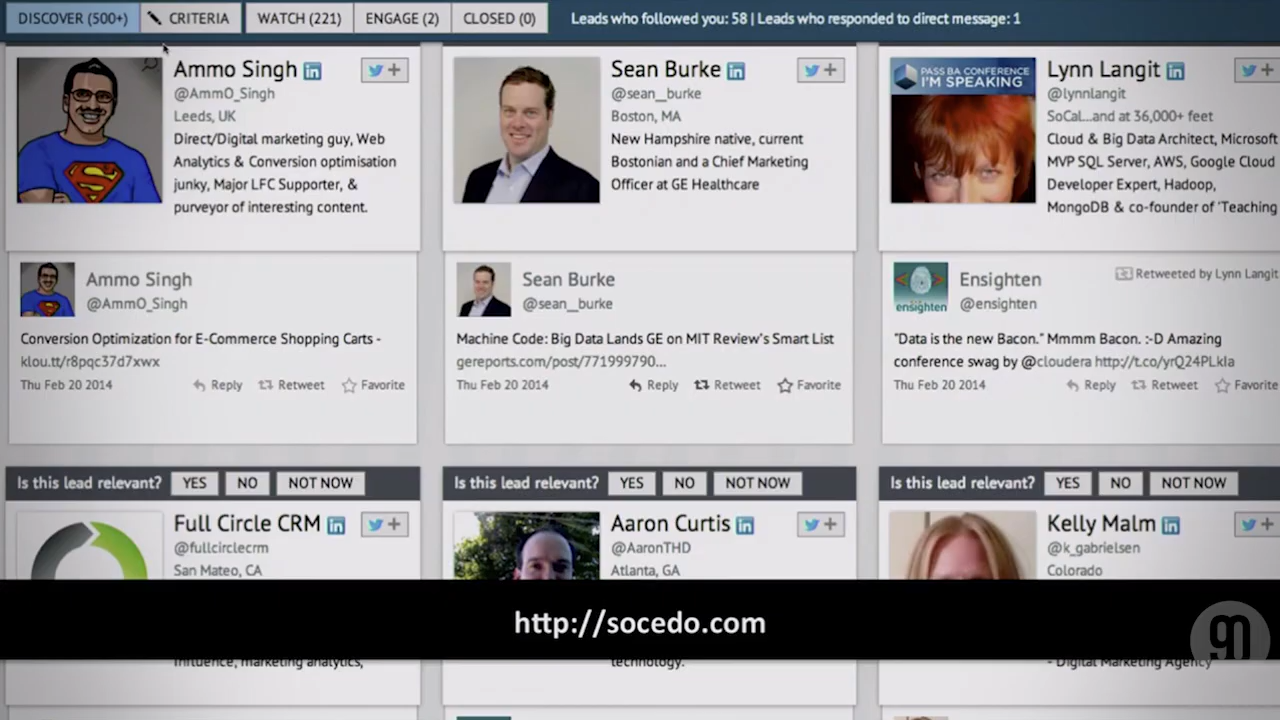 DISCOVER (500+) CRITERIA WATCH (221) ENGAGE (2) CLOSED (0) Leads who followed you: 58 | Leads who responded to direct message: 1
Ammo Singh
@AmmO_Singh
Leeds, UK
Direct/Digital marketing guy, Web
Analytics & Conversion optimisation
junky, Major LFC Supporter, &
purveyor of interesting content.
Sean Burke
@sean__burke
Boston, MA
New Hampshire native, current
Bostonian and a Chief Marketing
Officer at GE Healthcare
PASS BA CONFERENCE
I'M SPEAKING
Lynn Langit
@lynnlangit
SoCal...and at 36,000+ feet
Cloud & Big Data Architect, Microsoft
MVP SQL Server, AWS, Google Cloud
Developer Expert, Hadoop,
MongoDB & co-founder of 'Teaching
Ammo Singh
@AmmO_Singh
Conversion Optimization for E-Commerce Shopping Carts -
klou.tt/r8pqc37d7xwx
Thu Feb 20 2014 Reply Retweet Favorite
Sean Burke
@sean__burke
Machine Code: Big Data Lands GE on MIT Review's Smart List
gereports.com/post/771999790...
Thu Feb 20 2014 Reply Retweet Favorite
ensighten
Ensighten
@ensighten
Retweeted by Lynn Langit
"Data is the new Bacon." Mmmm Bacon. :-D Amazing
conference swag by @cloudera http://t.co/yrQ24PLkIa
Thu Feb 20 2014 Reply Retweet Favorite
Is this lead relevant? YES NO NOT NOW
Is this lead relevant? YES NO NOT NOW
Is this lead relevant? YES NO NOT NOW
Full Circle CRM
@fullcirclecrm
San Mateo, CA
Aaron Curtis
@AaronTHD
Atlanta, GA
Kelly Malm
@k_gabrielsen
Colorado
http://socedo.com
influence, marketing analytics,
technology.
- Digital Marketing Agency